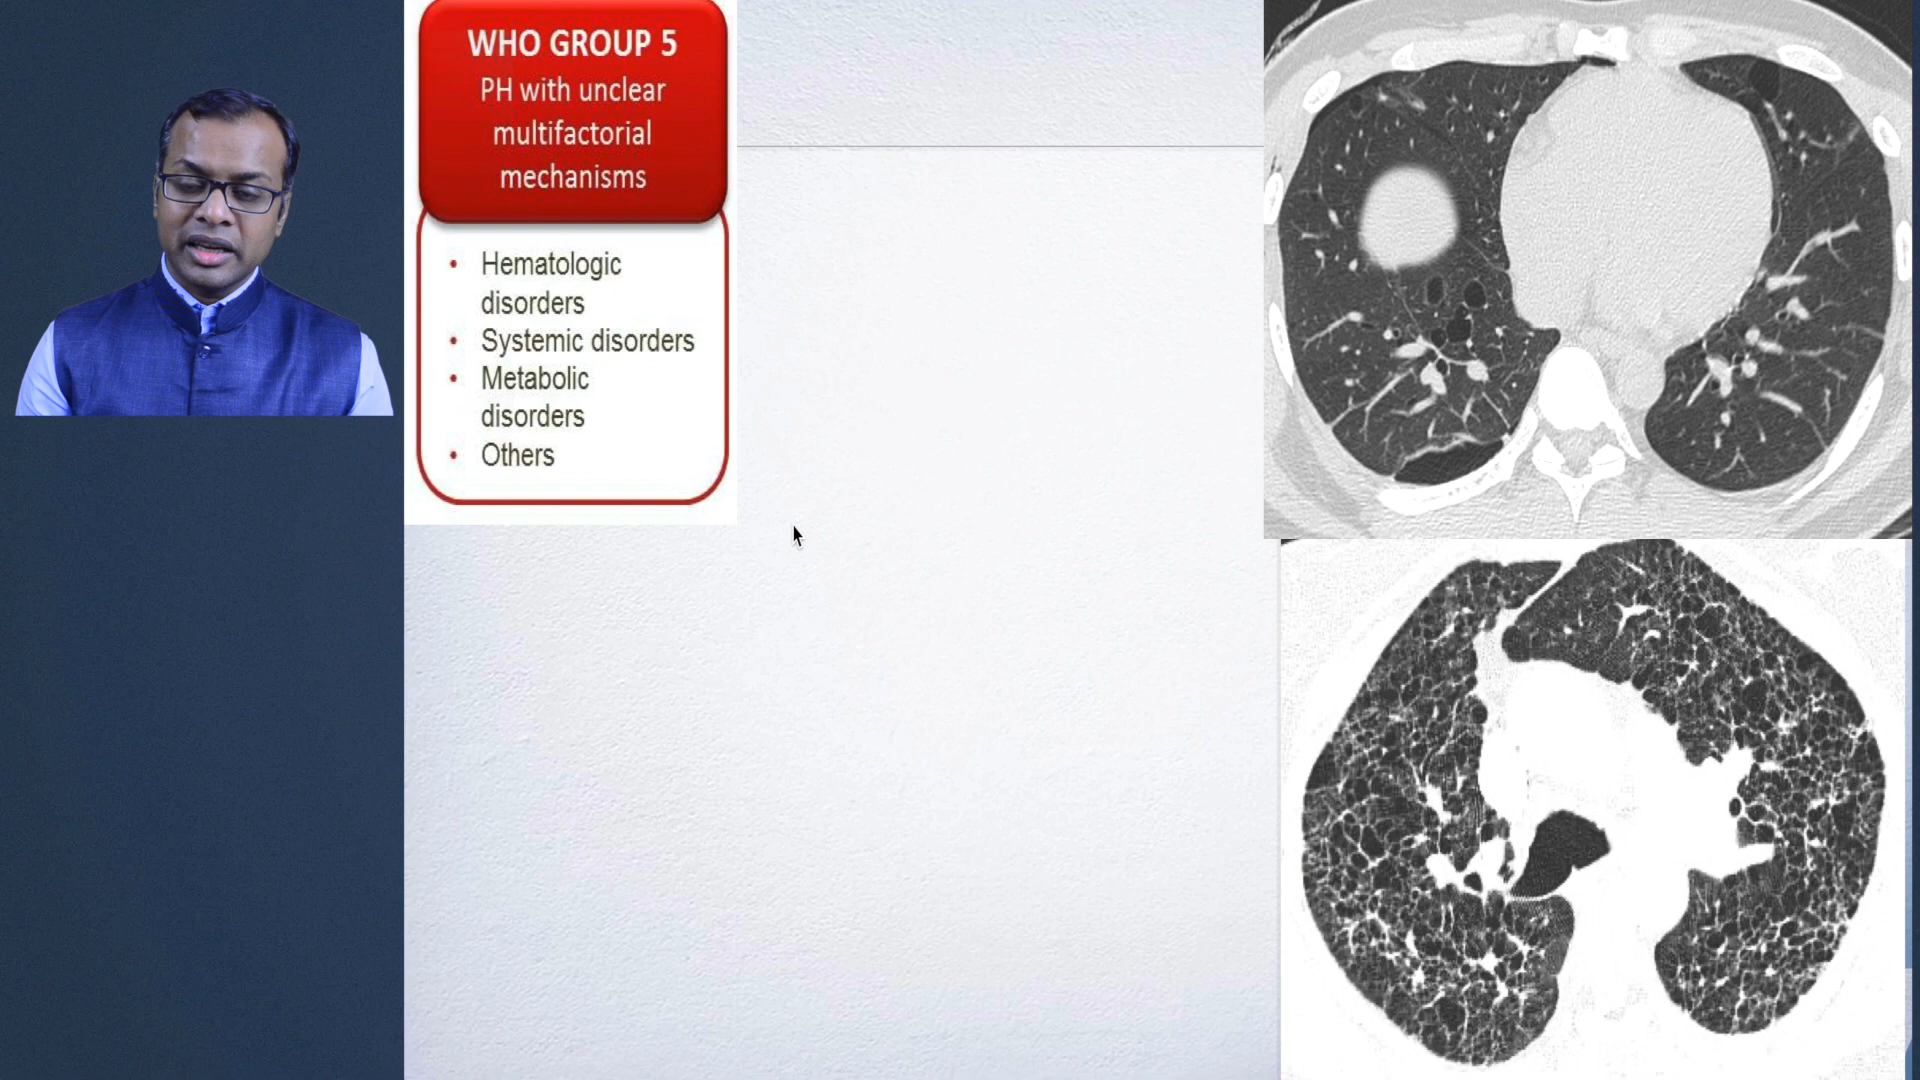 WHO GROUP 5
PH with unclear
multifactorial
mechanisms
• Hematologic
disorders
• Systemic disorders
• Metabolic
disorders
• Others